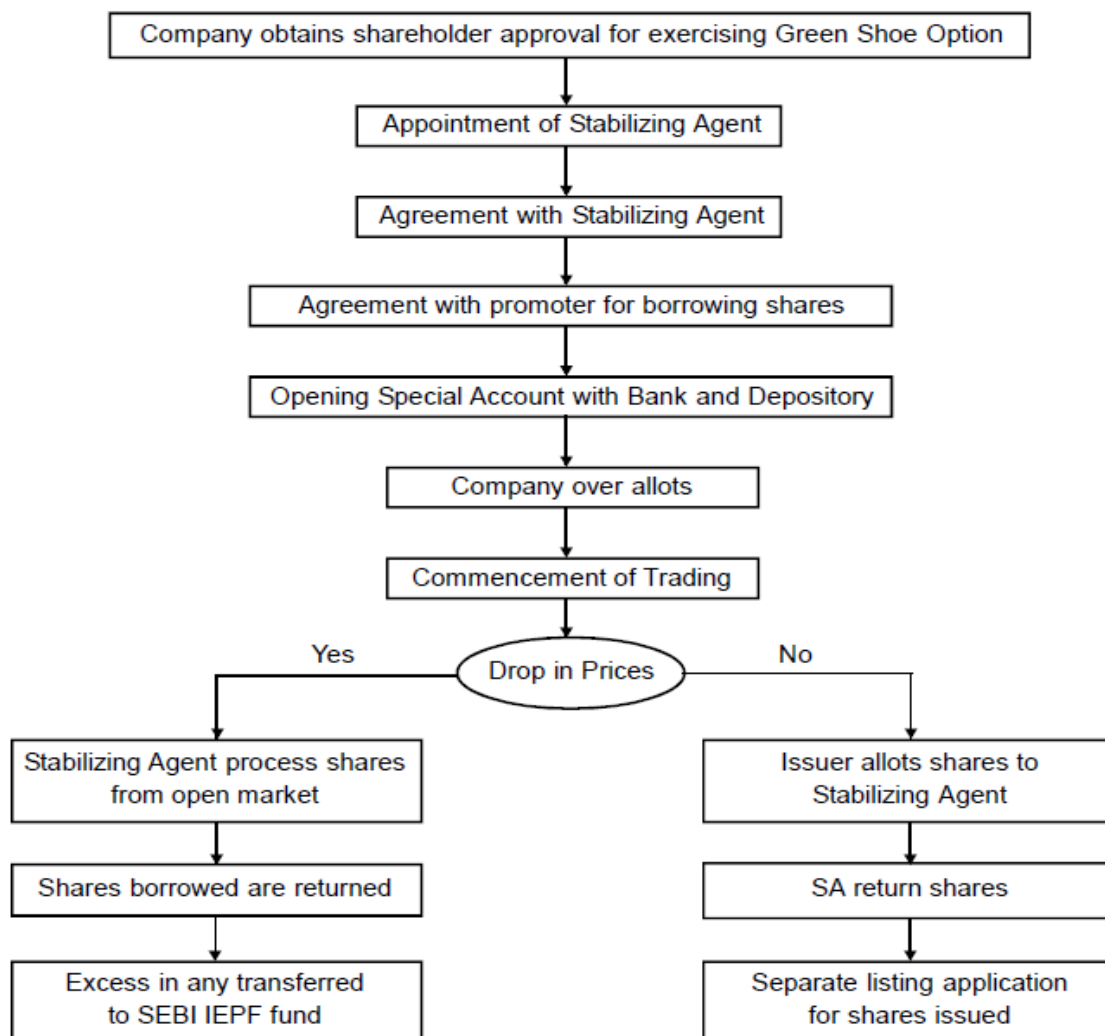 Company obtains shareholder approval for exercising Green Shoe Option
Appointment of Stabilizing Agent
Agreement with Stabilizing Agent
Agreement with promoter for borrowing shares
Opening Special Account with Bank and Depository
Company over allots
Commencement of Trading
Yes
Drop in Prices
No
Stabilizing Agent process shares
from open market
Shares borrowed are returned
Excess in any transferred
to SEBI IEPF fund
Issuer allots shares to
Stabilizing Agent
SA return shares
Separate listing application
for shares issued